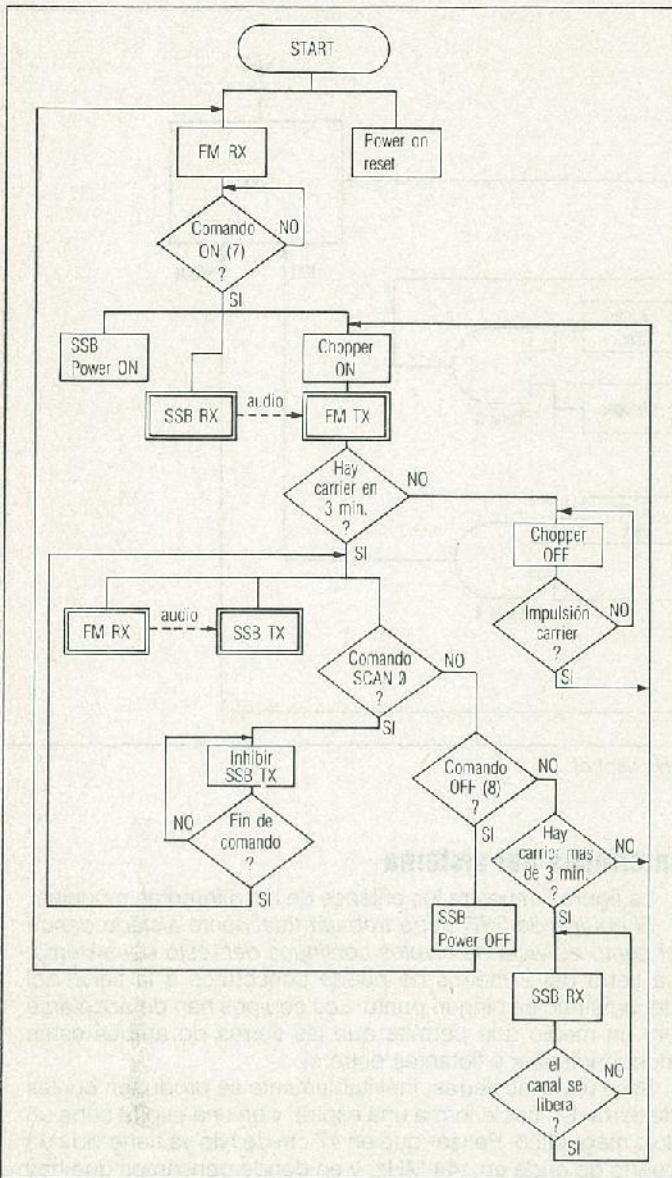 START
FM RX
Power on
reset
Comando
ON (7)
?
NO
SI
SSB
Power ON
Chopper
ON
SSB RX
audio
FM TX
Hay
carrier en
3 min.
?
NO
SI
Chopper
OFF
Impulsión
carrier
?
NO
SI
FM RX
audio
SSB TX
Comando
SCAN Ø
?
NO
SI
Inhibir
SSB TX
Fin de
comando
?
NO
SI
Comando
OFF (8)
?
NO
SI
Hay
carrier mas
de 3 min.
?
NO
SI
SSB
Power OFF
SSB RX
el
canal se
libera
?
NO
SI